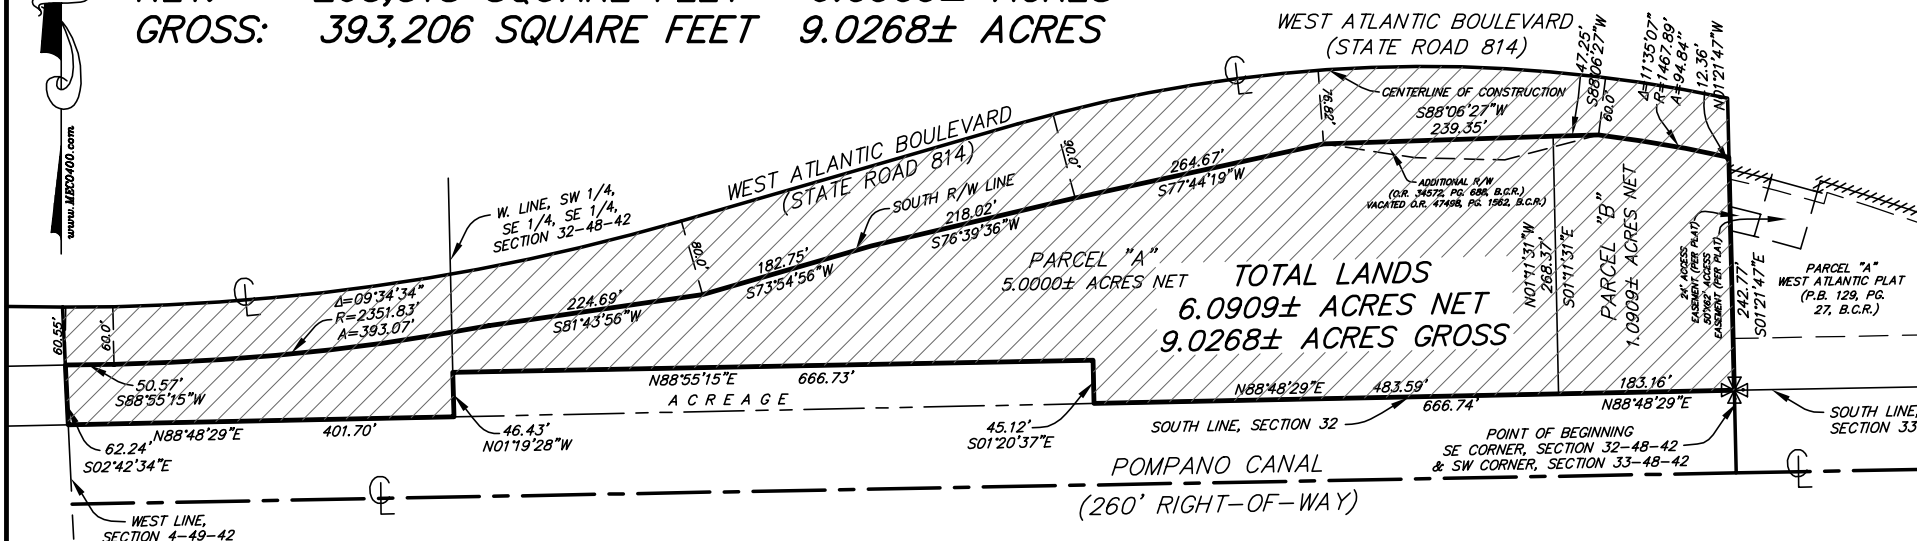 GROSS: 393,206 SQUARE FEET 9.0268± ACRES
www.MECO400.com
WEST ATLANTIC BOULEVARD
(STATE ROAD 814)
47.25'
S88°06'27"W
60.0'
Δ=11°35'07"
R=1467.89'
A=94.84'
12.36'
N01°21'47"W
CENTERLINE OF CONSTRUCTION
76.82'
S88°06'27"W
239.35'
WEST ATLANTIC BOULEVARD
(STATE ROAD 814)
90.0'
264.67'
S77°44'19"W
ADDITIONAL R/W
(O.R. 34572, PG. 688, B.C.R.)
VACATED O.R. 47498, PG. 1562, B.C.R.)
W. LINE, SW 1/4,
SE 1/4, SE 1/4,
SECTION 32-48-42
SOUTH R/W LINE
218.02'
S76°39'36"W
80.0'
182.75'
S73°54'56"W
PARCEL "A"
5.0000± ACRES NET
TOTAL LANDS
6.0909± ACRES NET
9.0268± ACRES GROSS
N01°11'31"W
268.37'
S01°11'31"E
PARCEL "B"
1.0909± ACRES NET
24' ACCESS
EASEMENT (PER PLAT)
EASEMENT (PER PLAT)
242.77'
S01°21'47"E
PARCEL "A"
WEST ATLANTIC PLAT
(P.B. 129, PG.
27, B.C.R.)
Δ=09°34'34"
R=2351.83'
A=393.07'
224.69'
S81°43'56"W
60.55'
60.0'
50.57'
S88°55'15"W
N88°55'15"E 666.73'
ACREAGE
N88°48'29"E 483.59'
183.16'
N88°48'29"E
666.74'
62.24'
S02°42'34"E
N88°48'29"E 401.70'
46.43'
N01°19'28"W
45.12'
S01°20'37"E
SOUTH LINE, SECTION 32
SOUTH LINE,
SECTION 33
POINT OF BEGINNING
SE CORNER, SECTION 32-48-42
& SW CORNER, SECTION 33-48-42
POMPANO CANAL
(260' RIGHT-OF-WAY)
WEST LINE,
SECTION 4-49-42